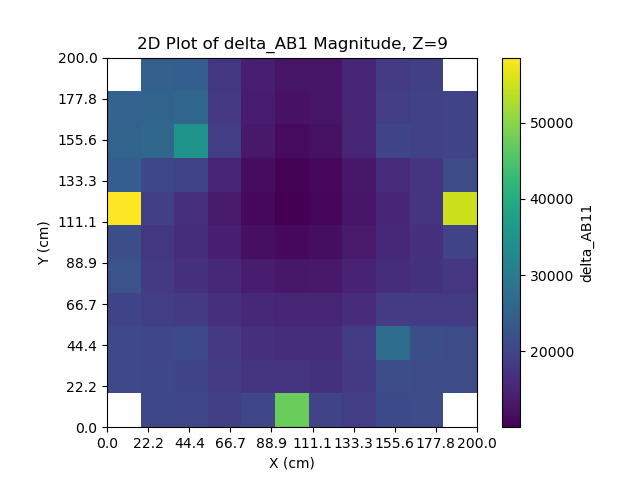 2D Plot of delta_AB1 Magnitude, Z=9
200.0
177.8
155.6
133.3
111.1
88.9
66.7
44.4
22.2
0.0
Y (cm)
0.0 22.2 44.4 66.7 88.9 111.1 133.3 155.6 177.8 200.0
X (cm)
50000
40000
30000
20000
delta_AB11